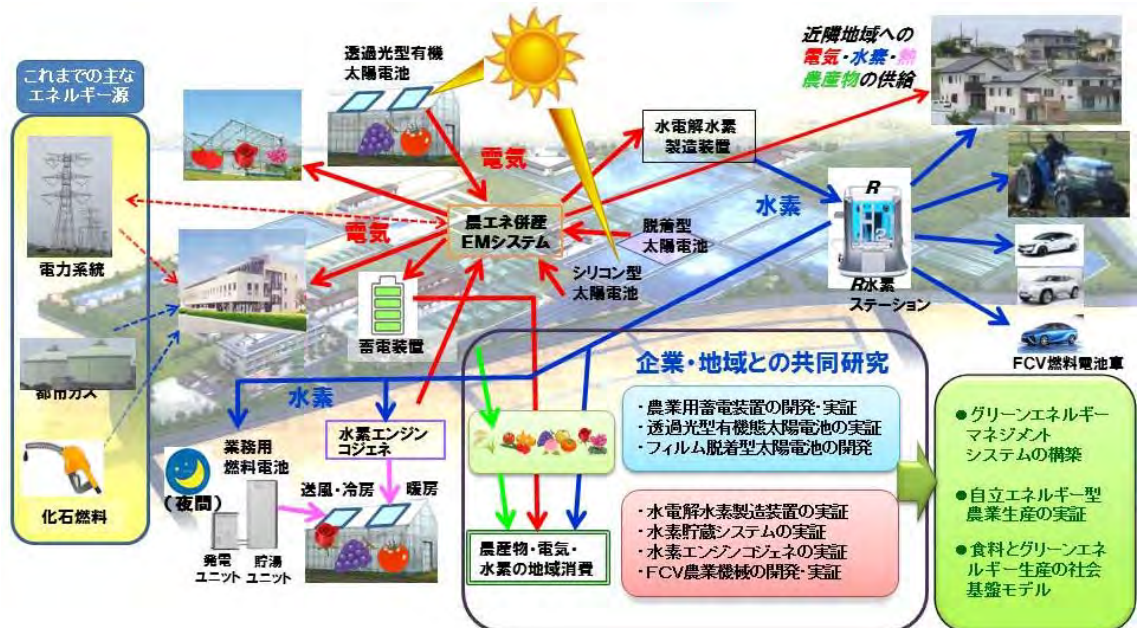 これまでの主な
エネルギー源
電力系統
都市ガス
化石燃料
透過光型有機
太陽電池
電気
電気
農エネ併産
EMシステム
蓄電装置
シリコン型
太陽電池
脱着型
太陽電池
水電解水素
製造装置
水素
近隣地域への
電気・水素・熱
農産物の供給
R
R水素
ステーション
FCV燃料電池車
水素
水素エンジン
コジェネ
業務用
燃料電池
(夜間)
発電
ユニット
貯湯
ユニット
送風・冷房
暖房
企業・地域との共同研究
・農業用蓄電装置の開発・実証
・透過光型有機態太陽電池の実証
・フィルム脱着型太陽電池の開発
・水電解水素製造装置の実証
・水素貯蔵システムの実証
・水素エンジンコジェネの実証
・FCV農業機械の開発・実証
農産物・電気・
水素の地域消費
●グリーンエネルギー
マネジメント
システムの構築
●自立エネルギー型
農業生産の実証
●食料とグリーンエネ
ルギー生産の社会
基盤モデル